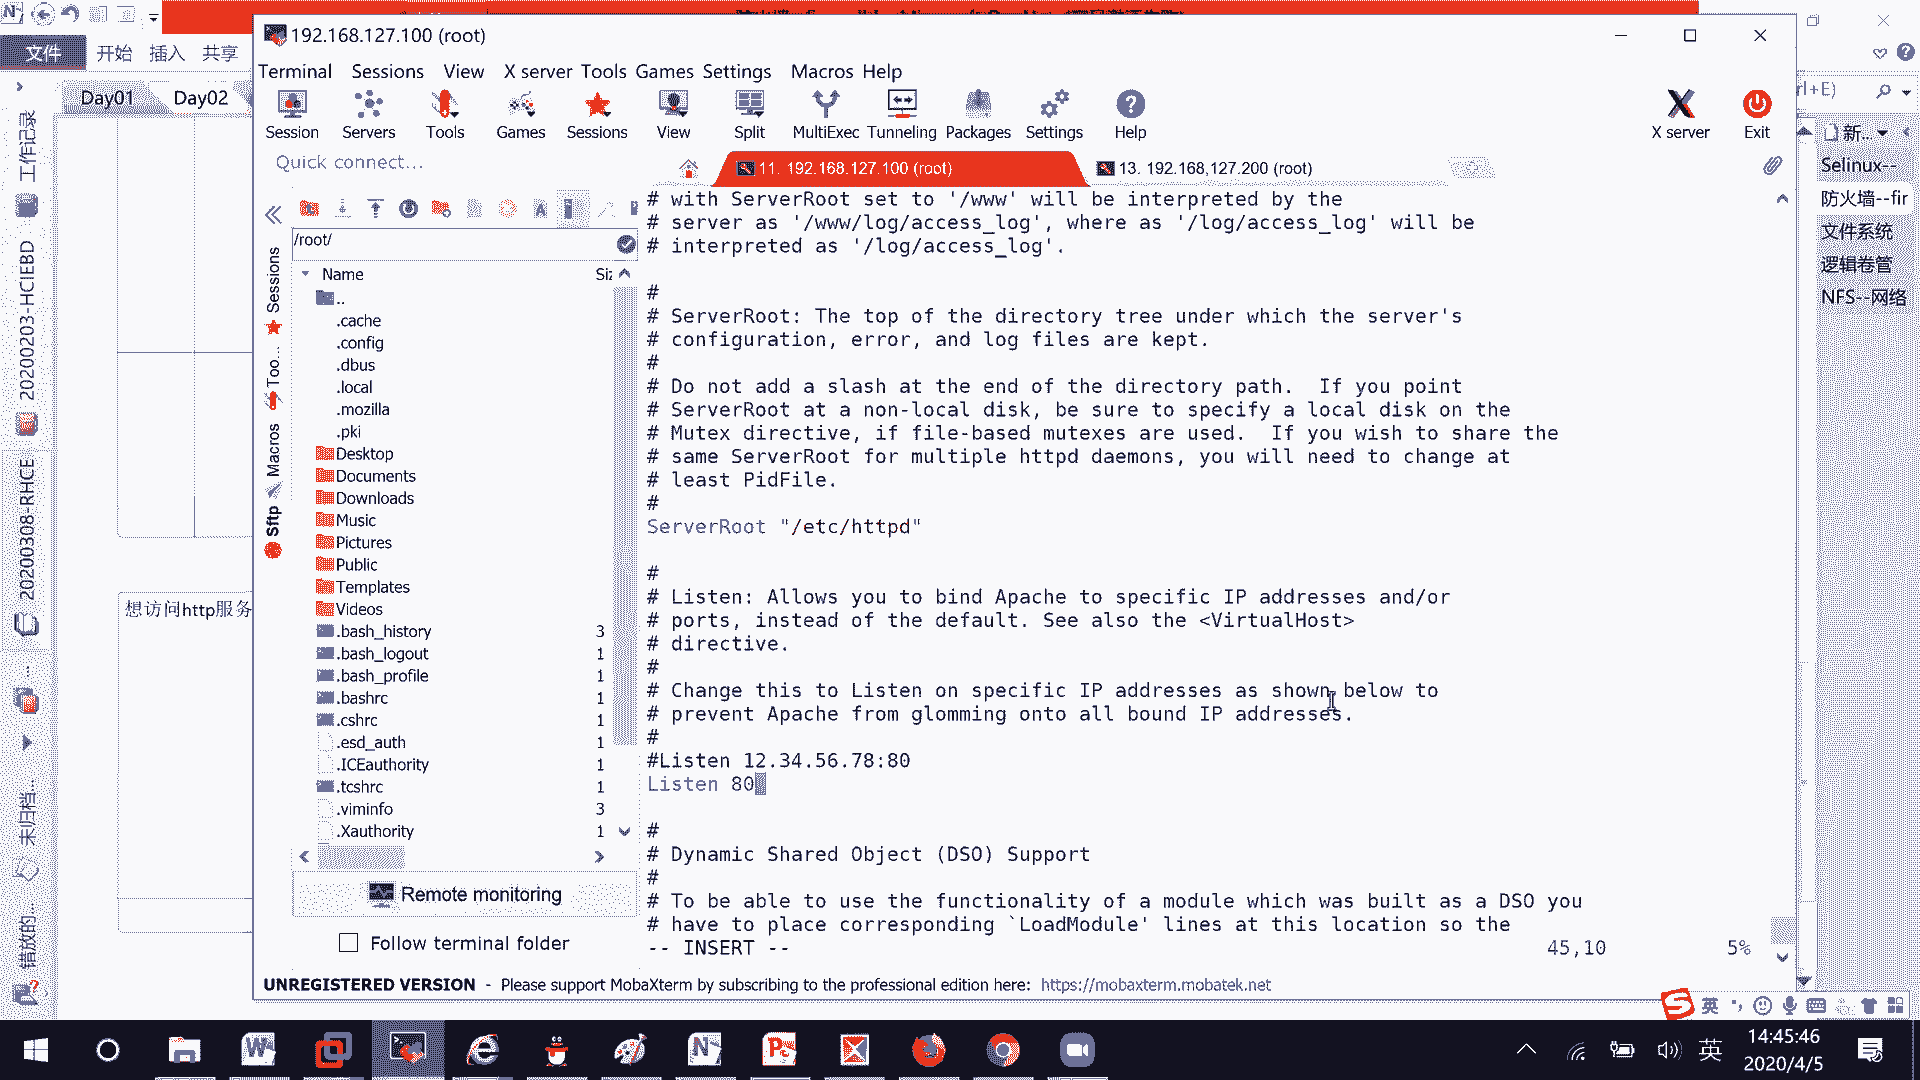 192.168.127.100 (root)
文件 开始 插入 共享
Terminal Sessions View X server Tools Games Settings Macros Help
Day01 Day02
rl+E)
Session Servers Tools Games Sessions View Split MultiExec Tunneling Packages Settings Help X server Exit
Quick connect...
11. 192.168.127.100 (root)
13. 192.168.127.200 (root)
新...
Selinux--
防火墙--fir
文件系统
逻辑卷管
NFS--网络
工作记录
20200203-HCIEBD
20200308-RHCE
未归档...
错放的...
想访问http服务
Sessions
Too...
Macros
Sftp
/root/
Name Siz
..
.cache
.config
.dbus
.local
.mozilla
.pki
Desktop
Documents
Downloads
Music
Pictures
Public
Templates
Videos
.bash_history 3
.bash_logout 1
.bash_profile 1
.bashrc 1
.cshrc 1
.esd_auth 1
.ICEauthority 1
.tcshrc 1
.viminfo 3
.Xauthority 1
Remote monitoring
Follow terminal folder
# with ServerRoot set to '/www' will be interpreted by the
# server as '/www/log/access_log', where as '/log/access_log' will be
# interpreted as '/log/access_log'.
#
# ServerRoot: The top of the directory tree under which the server's
# configuration, error, and log files are kept.
#
# Do not add a slash at the end of the directory path.  If you point
# ServerRoot at a non-local disk, be sure to specify a local disk on the
# Mutex directive, if file-based mutexes are used.  If you wish to share the
# same ServerRoot for multiple httpd daemons, you will need to change at
# least PidFile.
#
ServerRoot "/etc/httpd"
#
# Listen: Allows you to bind Apache to specific IP addresses and/or
# ports, instead of the default. See also the <VirtualHost>
# directive.
#
# Change this to Listen on specific IP addresses as shown below to
# prevent Apache from glomming onto all bound IP addresses.
#
#Listen 12.34.56.78:80
Listen 80
#
# Dynamic Shared Object (DSO) Support
#
# To be able to use the functionality of a module which was built as a DSO you
# have to place corresponding `LoadModule' lines at this location so the
-- INSERT -- 45,10 5%
UNREGISTERED VERSION - Please support MobaXterm by subscribing to the professional edition here: https://mobaxterm.mobatek.net
英
英
14:45:46
2020/4/5